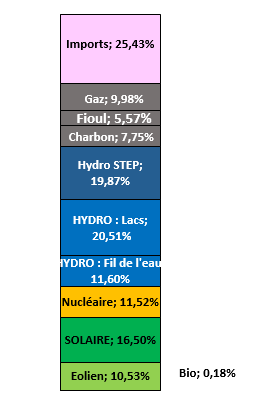 Imports; 25,43%
Gaz; 9,98%
Fioul; 5,57%
Charbon; 7,75%
Hydro STEP;
19,87%
HYDRO : Lacs;
20,51%
HYDRO : Fil de l'eau;
11,60%
Nucléaire; 11,52%
SOLAIRE; 16,50%
Eolien; 10,53%
Bio; 0,18%